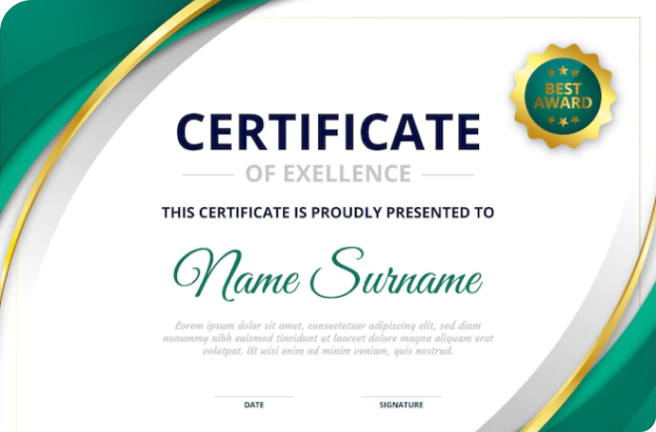 BEST
AWARD
CERTIFICATE
OF EXELLENCE
THIS CERTIFICATE IS PROUDLY PRESENTED TO
Name Surname
Lorem ipsum dolor sit amet, consectetuer adipiscing elit, sed diam
nonummy nibh euismod tincidunt ut laoreet dolore magna aliquam erat
volutpat. Ut wisi enim ad minim veniam, quis nostrud.
DATE
SIGNATURE